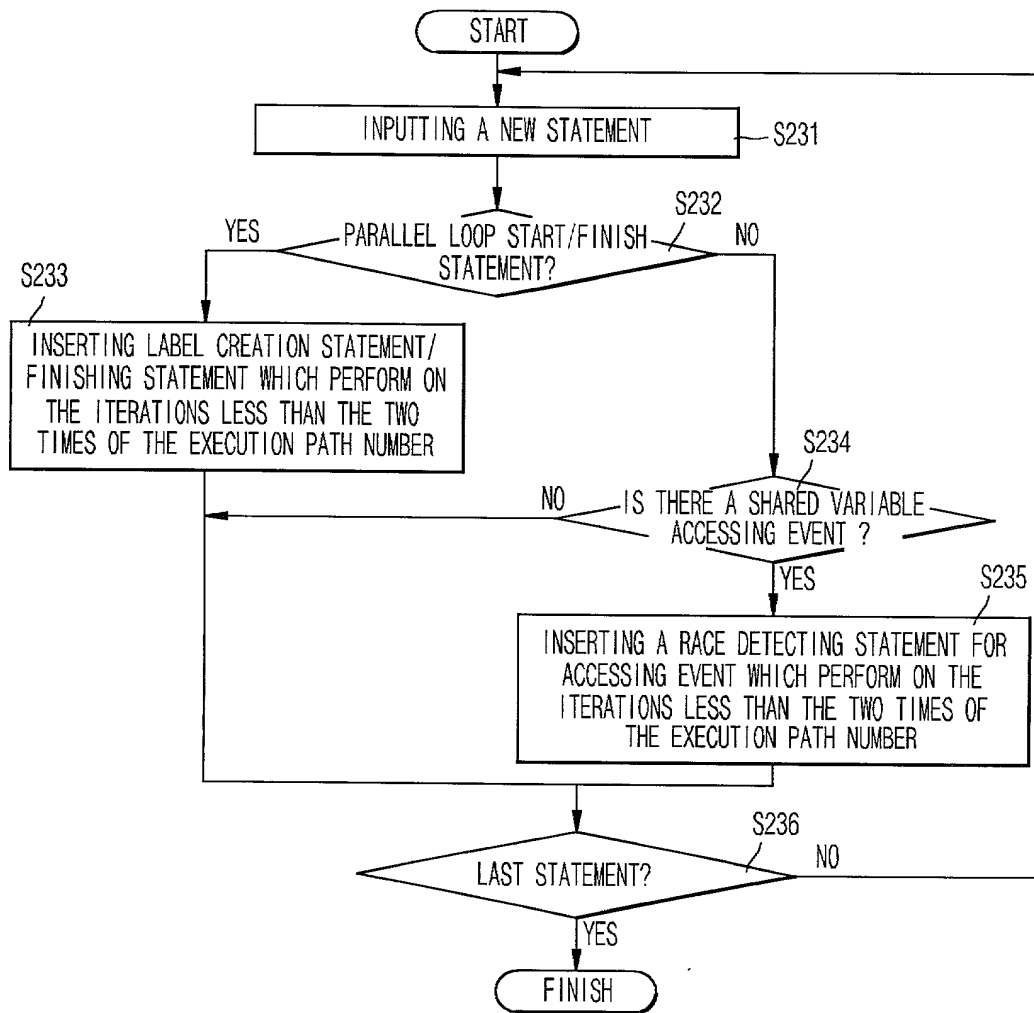 START
INPUTTING A NEW STATEMENT
S231
S232
YES
PARALLEL LOOP START/FINISH
STATEMENT?
NO
S233
INSERTING LABEL CREATION STATEMENT/
FINISHING STATEMENT WHICH PERFORM ON
THE ITERATIONS LESS THAN THE TWO
TIMES OF THE EXECUTION PATH NUMBER
S234
NO
IS THERE A SHARED VARIABLE
ACCESSING EVENT ?
YES
S235
INSERTING A RACE DETECTING STATEMENT FOR
ACCESSING EVENT WHICH PERFORM ON THE
ITERATIONS LESS THAN THE TWO TIMES OF
THE EXECUTION PATH NUMBER
S236
LAST STATEMENT?
NO
YES
FINISH